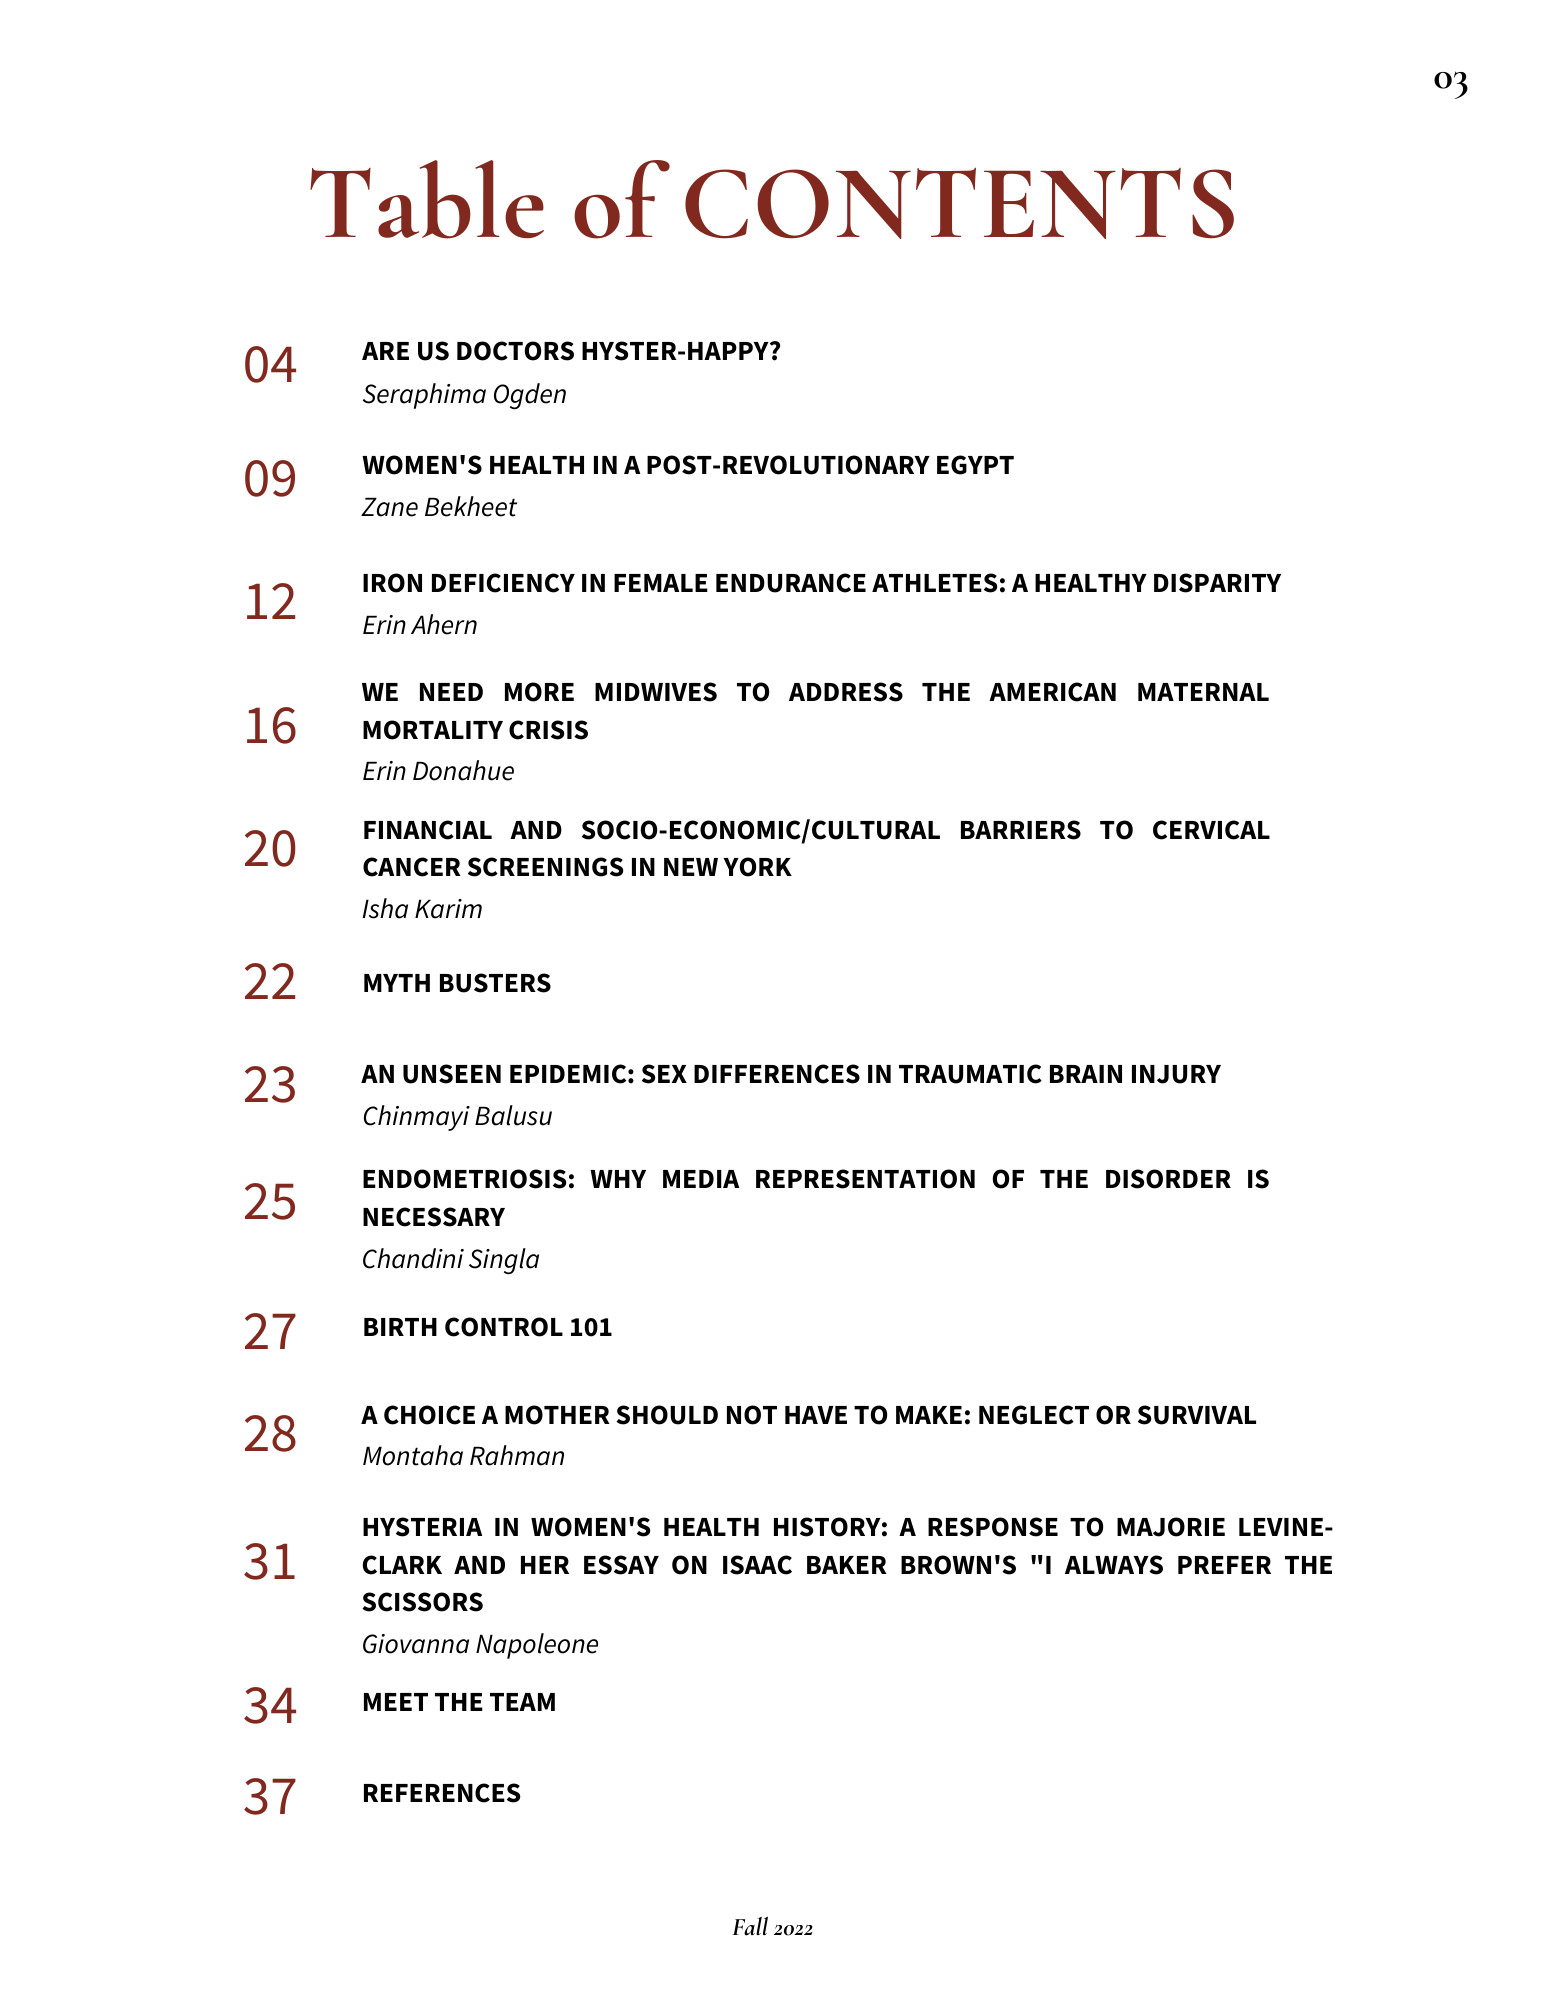 03
Table of CONTENTS
04
ARE US DOCTORS HYSTER-HAPPY?
Seraphima Ogden
09
WOMEN'S HEALTH IN A POST-REVOLUTIONARY EGYPT
Zane Bekheet
12
IRON DEFICIENCY IN FEMALE ENDURANCE ATHLETES: A HEALTHY DISPARITY
Erin Ahern
16
WE NEED MORE MIDWIVES TO ADDRESS THE AMERICAN MATERNAL
MORTALITY CRISIS
Erin Donahue
20
FINANCIAL AND SOCIO-ECONOMIC/CULTURAL BARRIERS TO CERVICAL
CANCER SCREENINGS IN NEW YORK
Isha Karim
22
MYTH BUSTERS
23
AN UNSEEN EPIDEMIC: SEX DIFFERENCES IN TRAUMATIC BRAIN INJURY
Chinmayi Balusu
25
ENDOMETRIOSIS: WHY MEDIA REPRESENTATION OF THE DISORDER IS
NECESSARY
Chandini Singla
27
BIRTH CONTROL 101
28
A CHOICE A MOTHER SHOULD NOT HAVE TO MAKE: NEGLECT OR SURVIVAL
Montaha Rahman
31
HYSTERIA IN WOMEN'S HEALTH HISTORY: A RESPONSE TO MAJORIE LEVINE-
CLARK AND HER ESSAY ON ISAAC BAKER BROWN'S "I ALWAYS PREFER THE
SCISSORS
Giovanna Napoleone
34
MEET THE TEAM
37
REFERENCES
Fall 2022